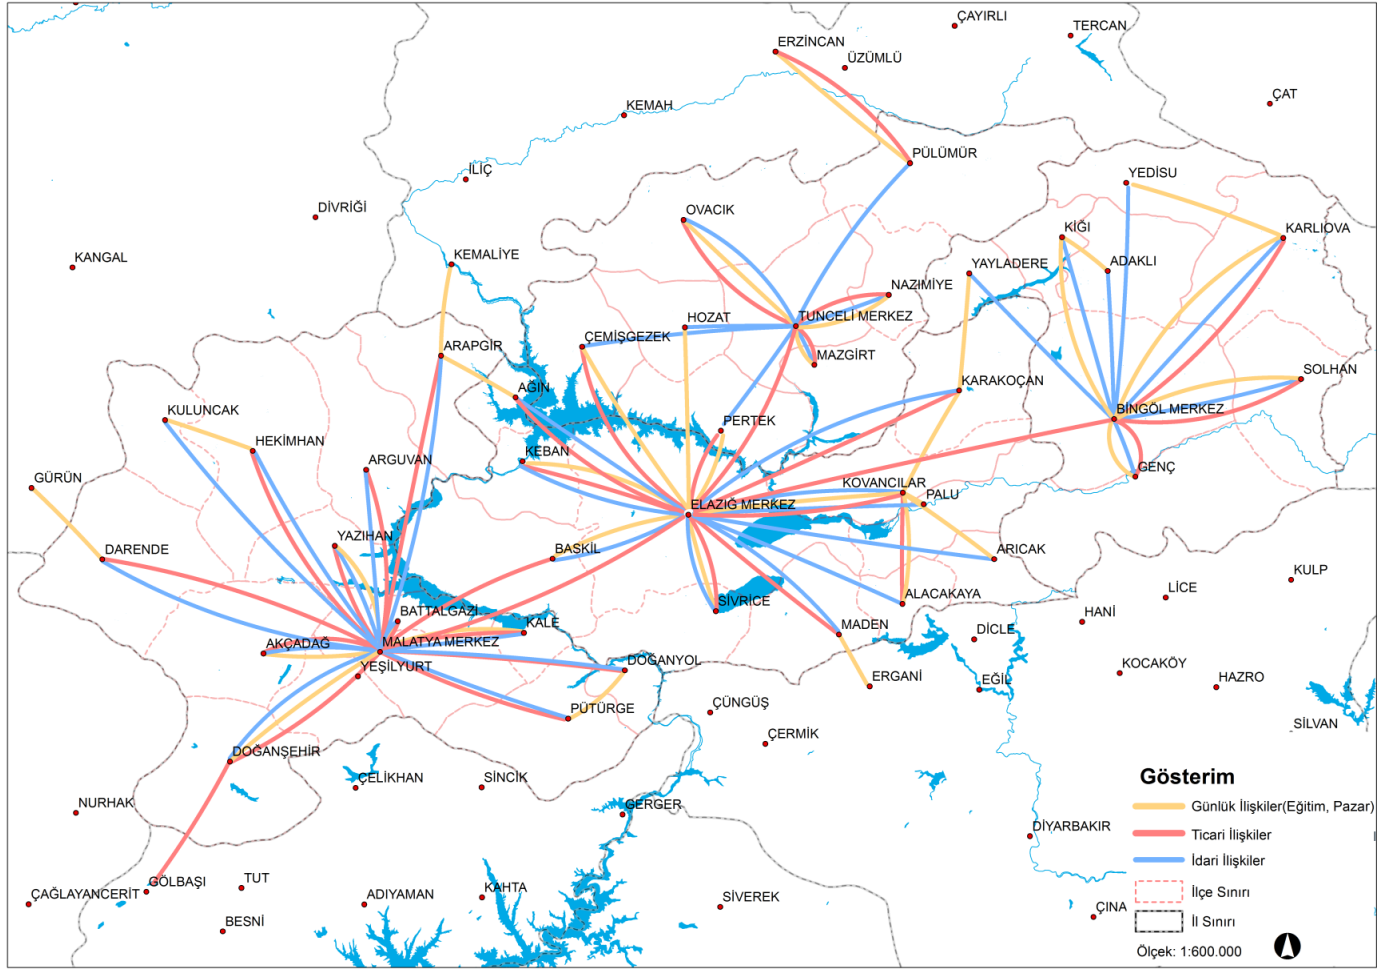 ÇAYIRLI
TERCAN
ERZİNCAN
ÜZÜMLÜ
ÇAT
KEMAH
PÜLÜMÜR
İLİÇ
YEDİSU
DİVRİĞİ
OVACIK
KİĞI
KARLIOVA
KANGAL
KEMALİYE
YAYLADERE
ADAKLI
NAZIMİYE
HOZAT
TUNCELİ MERKEZ
ÇEMİŞGEZEK
ARAPGİR
MAZGİRT
SOLHAN
AĞIN
KARAKOÇAN
KULUNCAK
BİNGÖL MERKEZ
PERTEK
HEKİMHAN
KEBAN
ARGUVAN
GENÇ
GÜRÜN
KOVANCILAR
PALU
ELAZIĞ MERKEZ
YAZIHAN
DARENDE
BASKİL
ARICAK
KULP
LİCE
SİVRİCE
ALACAKAYA
BATTALGAZİ
HANİ
KALE
MADEN
DİCLE
AKÇADAĞ
MALATYA MERKEZ
YEŞİLYURT
DOĞANYOL
KOCAKÖY
ERGANİ
EĞİL
HAZRO
PÜTÜRGE
ÇÜNGÜŞ
SİLVAN
ÇERMİK
DOĞANŞEHİR
ÇELİKHAN
SİNCİK
Gösterim
NURHAK
GERGER
Günlük İlişkiler(Eğitim, Pazar)
DİYARBAKIR
Ticari İlişkiler
İdari İlişkiler
GÖLBAŞI
TUT
ÇAĞLAYANCERİT
ADIYAMAN
KAHTA
SİVEREK
İlçe Sınırı
BESNİ
ÇINA
İl Sınırı
Ölçek: 1:600.000